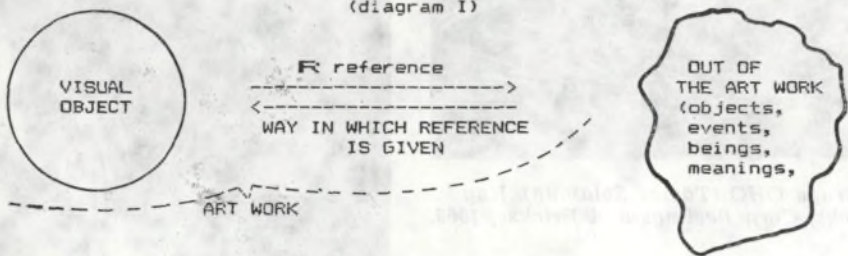 (diagram I)
VISUAL
OBJECT
R reference
WAY IN WHICH REFERENCE
IS GIVEN
ART WORK
OUT OF
THE ART WORK
(objects,
events,
beings,
meanings,